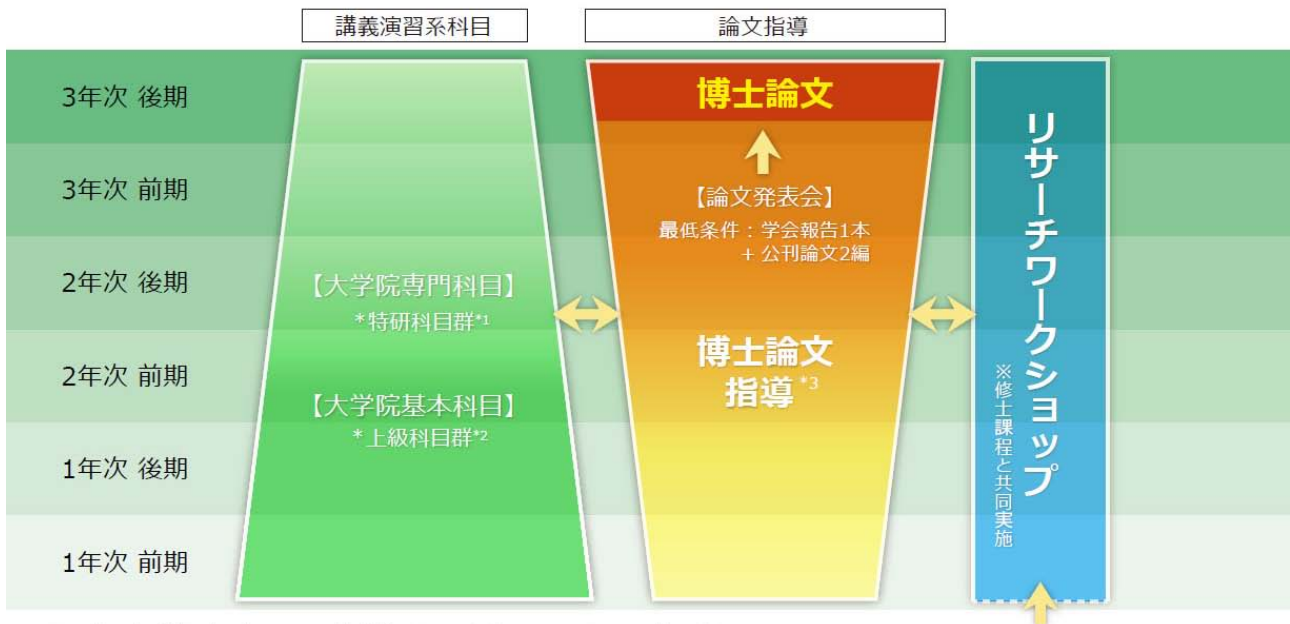 講義演習系科目
論文指導
3年次 後期
3年次 前期
2年次 後期
2年次 前期
1年次 後期
1年次 前期
【大学院専門科目】
＊特研科目群*1
【大学院基本科目】
＊上級科目群*2
博士論文
【論文発表会】
最低条件：学会報告1本
+ 公刊論文2編
博士論文
指導*3
リサーチワークショップ
※修士課程と共同実施